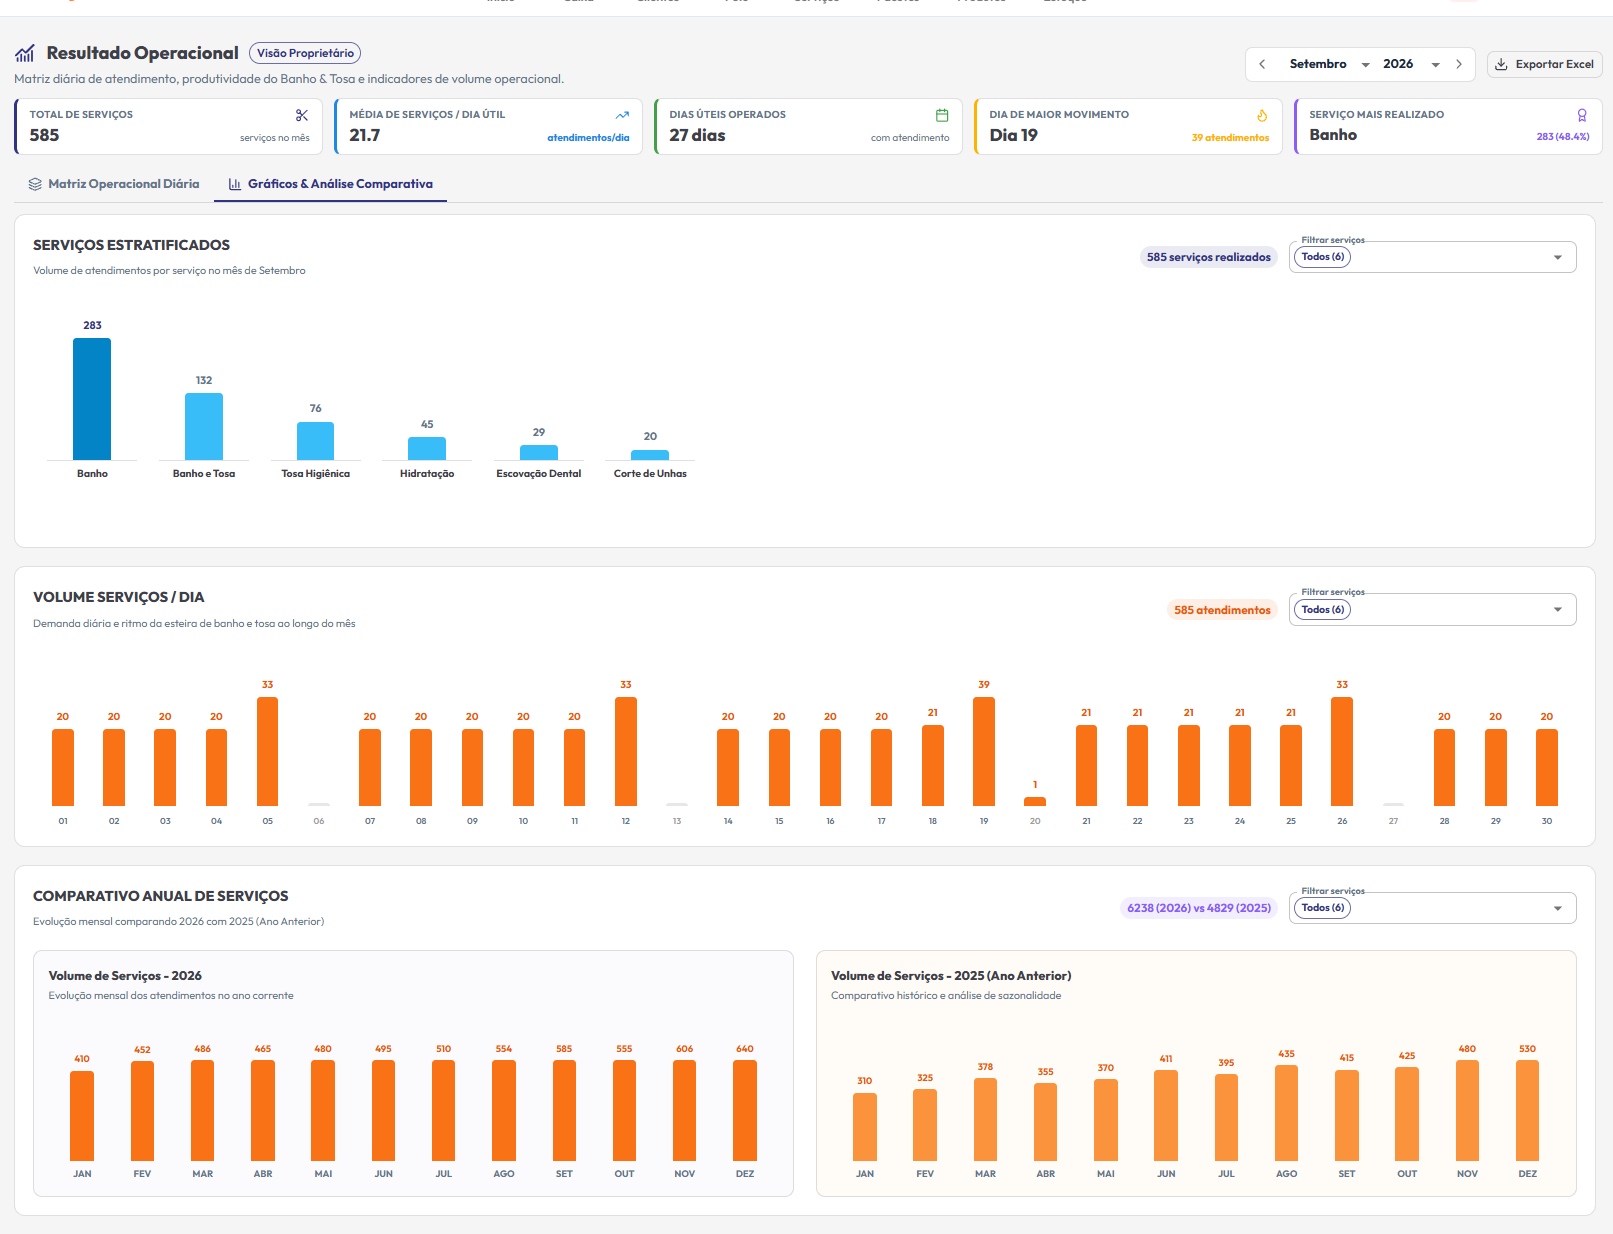 Resultado Operacional
Visão Proprietário
Matriz diária de atendimento, produtividade do Banho & Tosa e indicadores de volume operacional.
Setembro
2026
Exportar Excel
TOTAL DE SERVIÇOS
585
serviços no mês
MÉDIA DE SERVIÇOS / DIA ÚTIL
21.7
atendimentos/dia
DIAS ÚTEIS OPERADOS
27 dias
com atendimento
DIA DE MAIOR MOVIMENTO
Dia 19
39 atendimentos
SERVIÇO MAIS REALIZADO
Banho
283 (48.4%)
Matriz Operacional Diária
Gráficos & Análise Comparativa
SERVIÇOS ESTRATIFICADOS
Volume de atendimentos por serviço no mês de Setembro
585 serviços realizados
Filtrar serviços
Todos (6)
283
132
76
45
29
20
Banho
Banho e Tosa
Tosa Higiênica
Hidratação
Escovação Dental
Corte de Unhas
VOLUME SERVIÇOS / DIA
Demanda diária e ritmo da esteira de banho e tosa ao longo do mês
585 atendimentos
Filtrar serviços
Todos (6)
20 20 20 20 33 20 20 20 20 20 33 20 20 20 20 21 39 1 21 21 21 21 21 33 20 20 20
01 02 03 04 05 06 07 08 09 10 11 12 13 14 15 16 17 18 19 20 21 22 23 24 25 26 27 28 29 30
COMPARATIVO ANUAL DE SERVIÇOS
Evolução mensal comparando 2026 com 2025 (Ano Anterior)
6238 (2026) vs 4829 (2025)
Filtrar serviços
Todos (6)
Volume de Serviços - 2026
Evolução mensal dos atendimentos no ano corrente
410 452 486 465 480 495 510 554 585 555 606 640
JAN FEV MAR ABR MAI JUN JUL AGO SET OUT NOV DEZ
Volume de Serviços - 2025 (Ano Anterior)
Comparativo histórico e análise de sazonalidade
310 325 378 355 370 411 395 435 415 425 480 530
JAN FEV MAR ABR MAI JUN JUL AGO SET OUT NOV DEZ